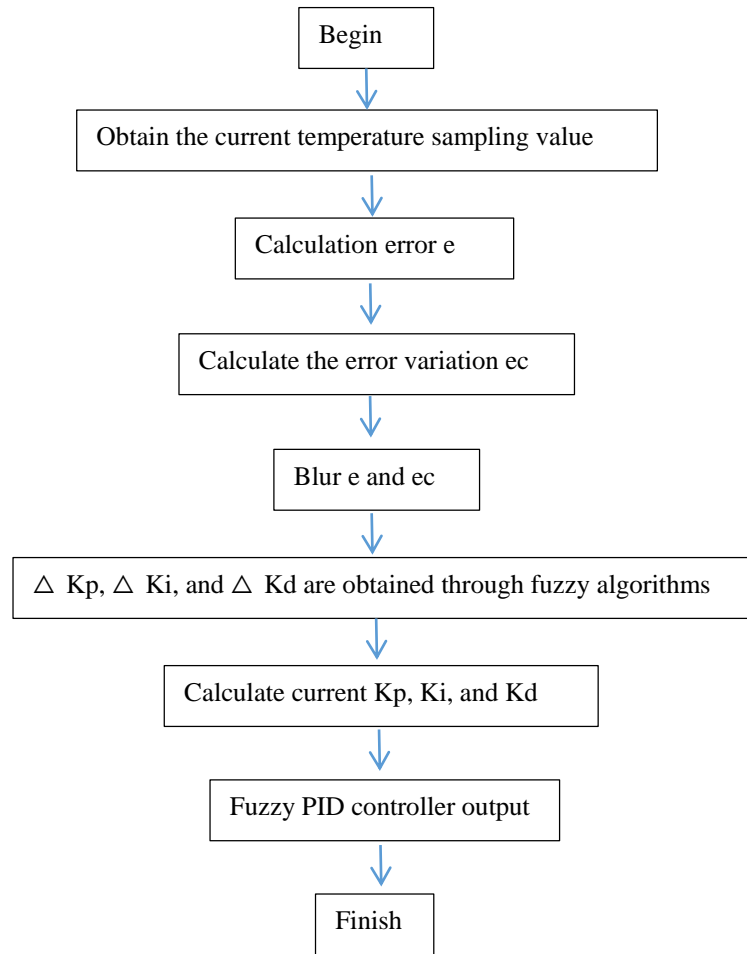 Begin
Obtain the current temperature sampling value
Calculation error e
Calculate the error variation ec
Blur e and ec
△ Kp, △ Ki, and △ Kd are obtained through fuzzy algorithms
Calculate current Kp, Ki, and Kd
Fuzzy PID controller output
Finish